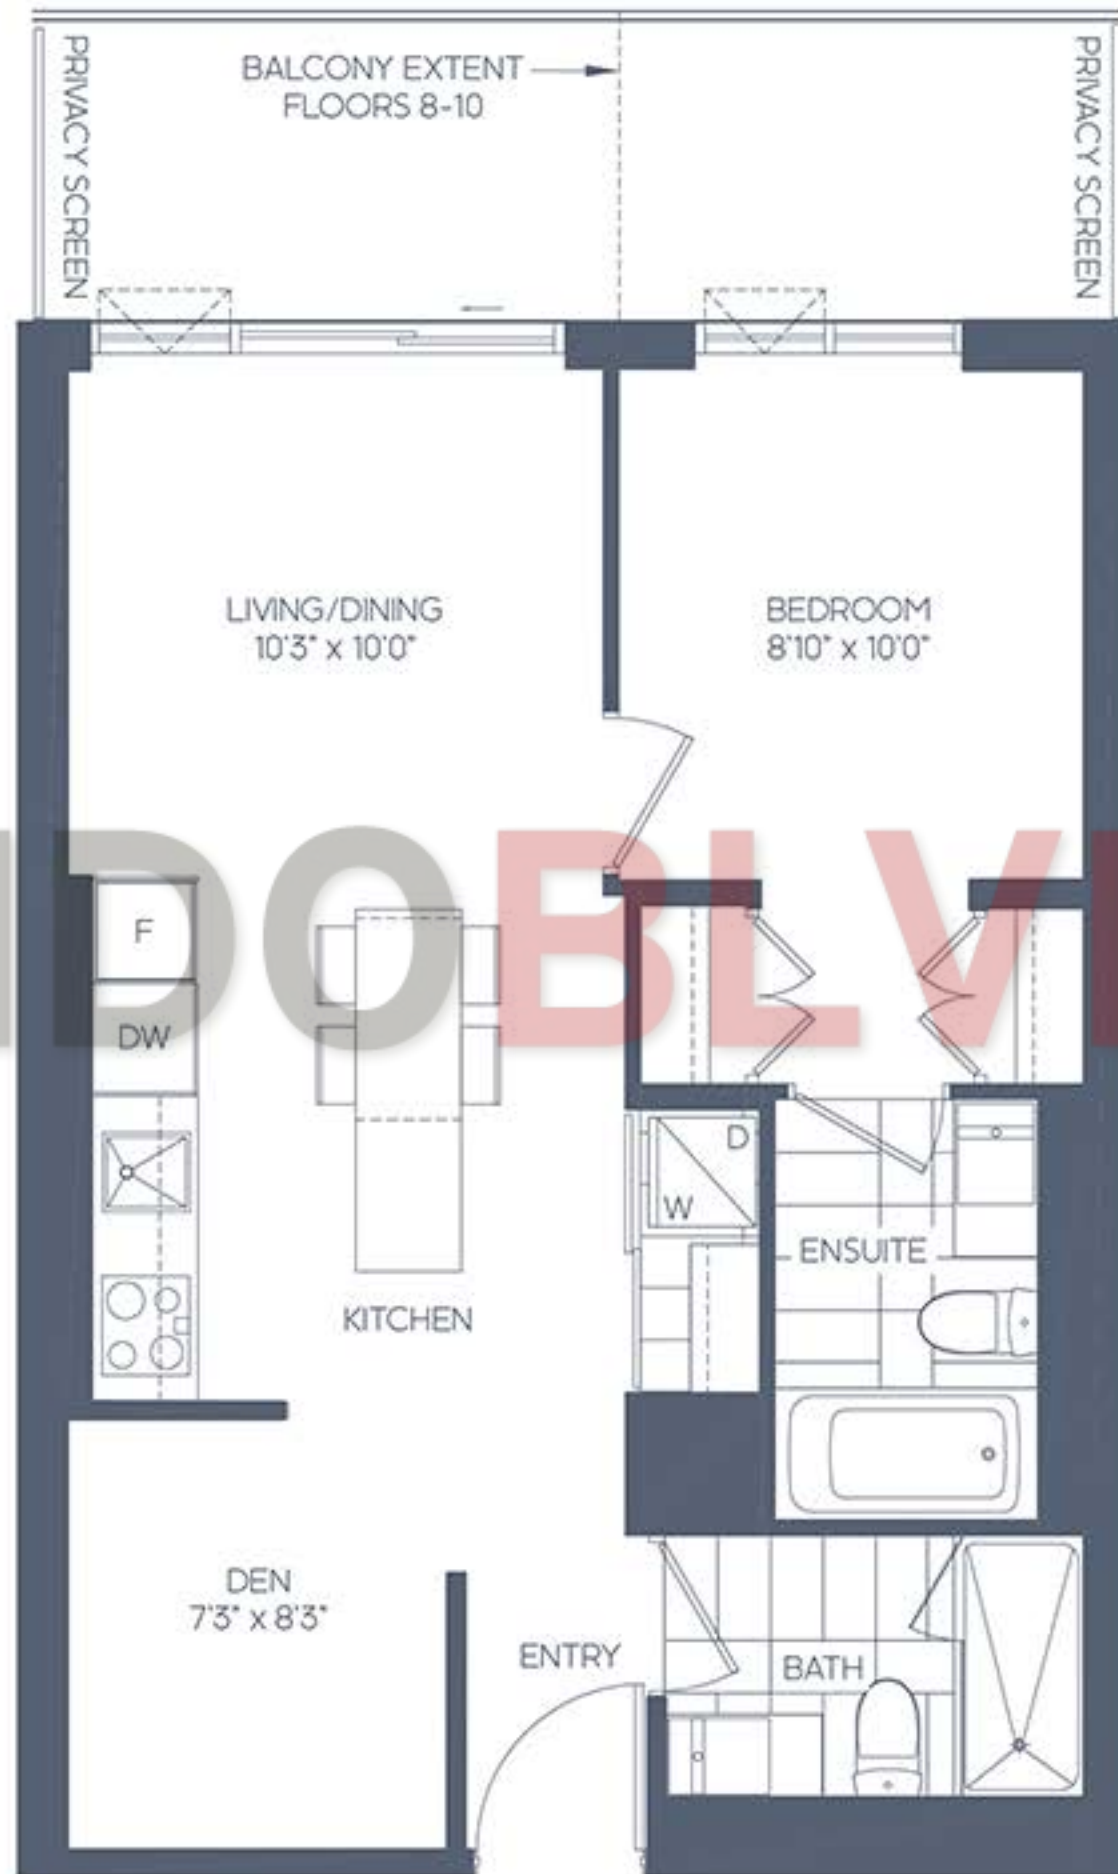 PRIVACY SCREEN
BALCONY EXTENT
FLOORS 8-10
PRIVACY SCREEN
LIVING/DINING
10'3" x 10'0"
BEDROOM
8'10" x 10'0"
DOBLV
F
DW
D
W
ENSUITE
KITCHEN
DEN
7'3" x 8'3"
ENTRY
BATH